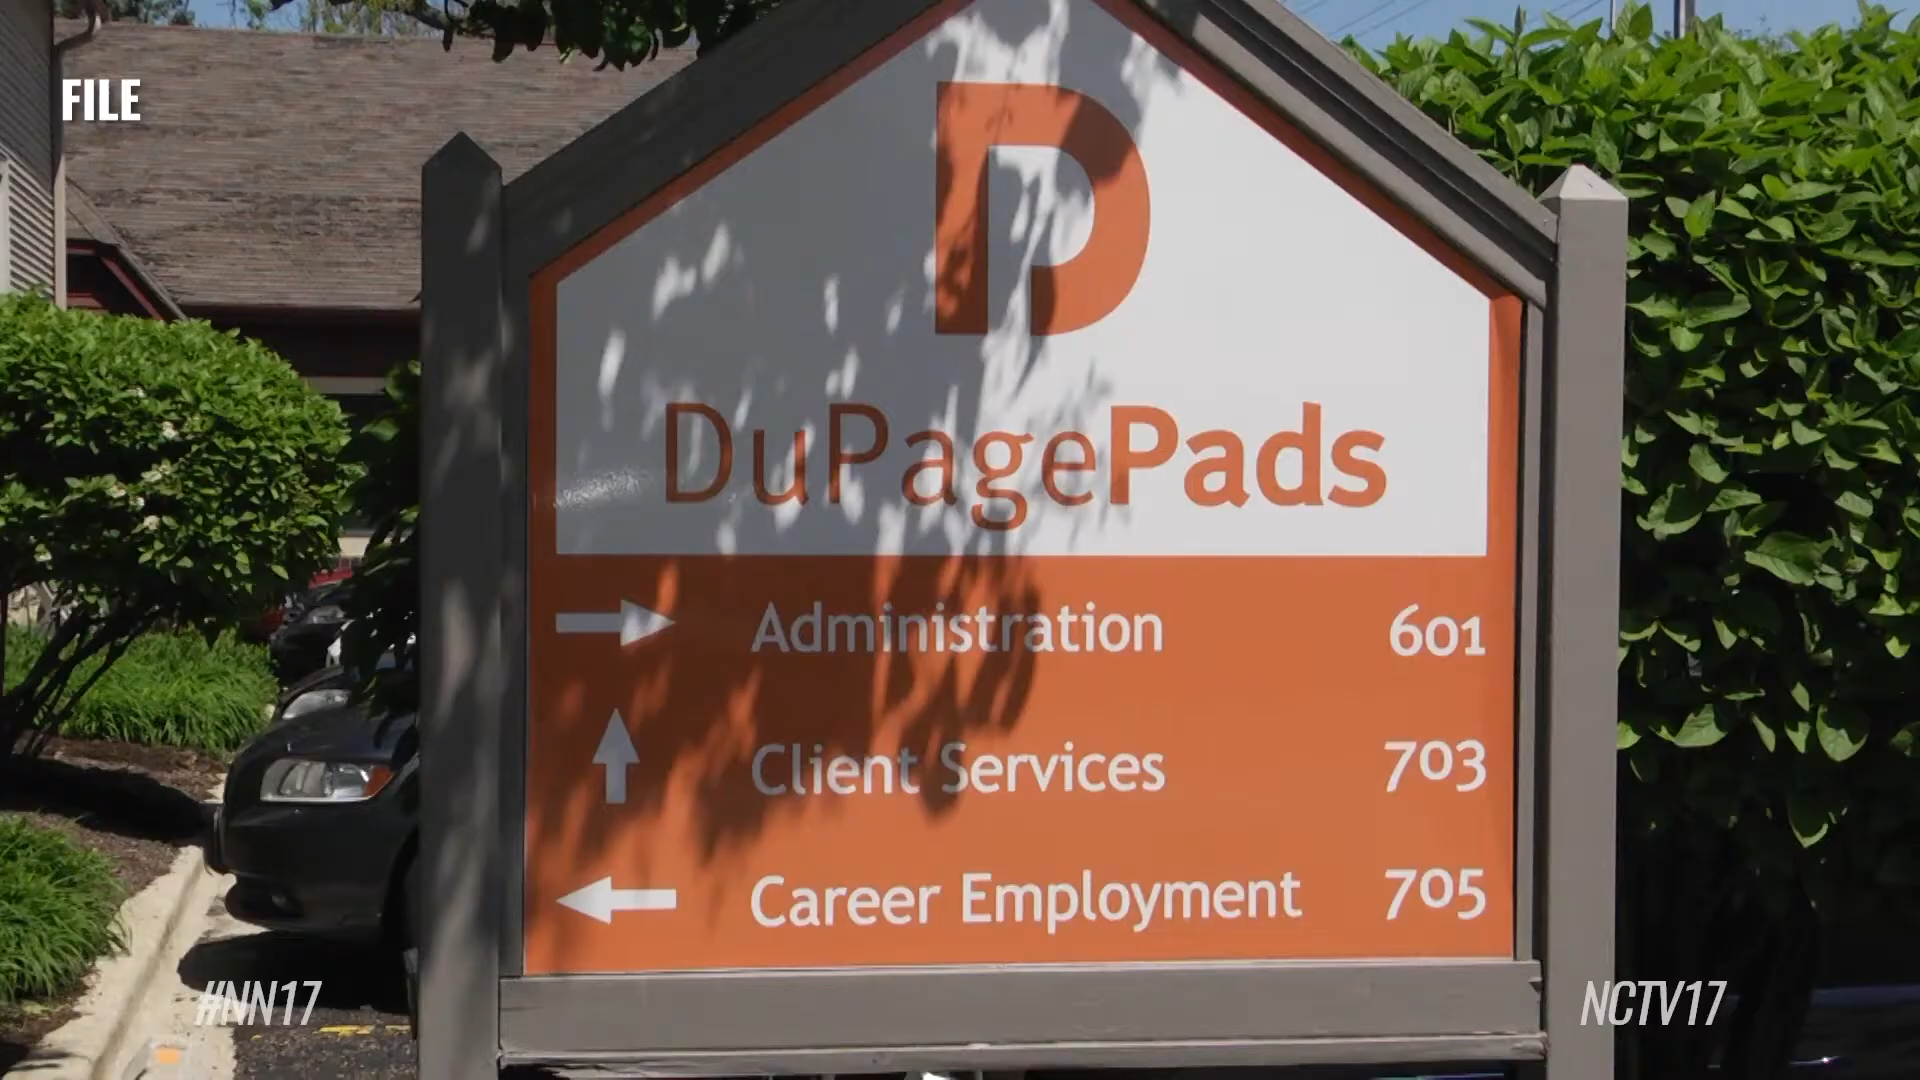 FILE
D
DuPagePads
Administration 601
Client Services 703
Career Employment 705
#NN17
NCTV17